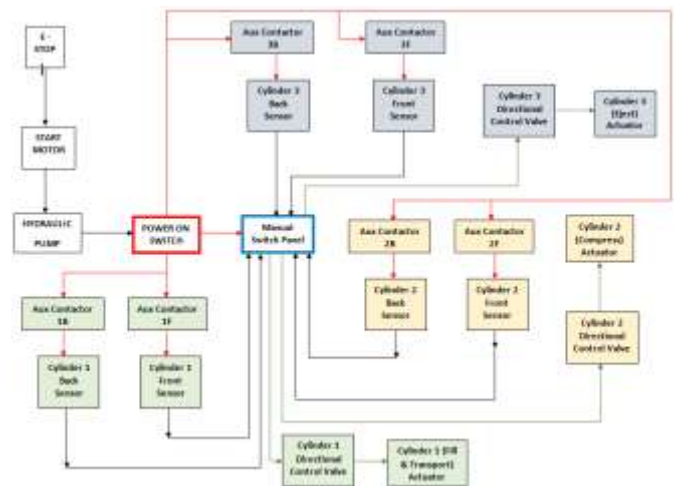 E -
STOP
Aux Contactor
3B
Aux Contactor
3F
Cylinder 3
Back
Sensor
Cylinder 3
Front
Sensor
Cylinder 3
Directional
Control Valve
Cylinder 3
(Eject)
Actuator
START
MOTOR
HYDRAULIC
PUMP
POWER ON
SWITCH
Manual
Switch Panel
Aux Contactor
2B
Aux Contactor
2F
Cylinder 2
(Compress)
Actuator
Cylinder 2
Back
Sensor
Cylinder 2
Front
Sensor
Aux Contactor
1B
Aux Contactor
1F
Cylinder 2
Directional
Control Valve
Cylinder 1
Back
Sensor
Cylinder 1
Front
Sensor
Cylinder 1
Directional
Control Valve
Cylinder 1 (Fill
& Transport)
Actuator